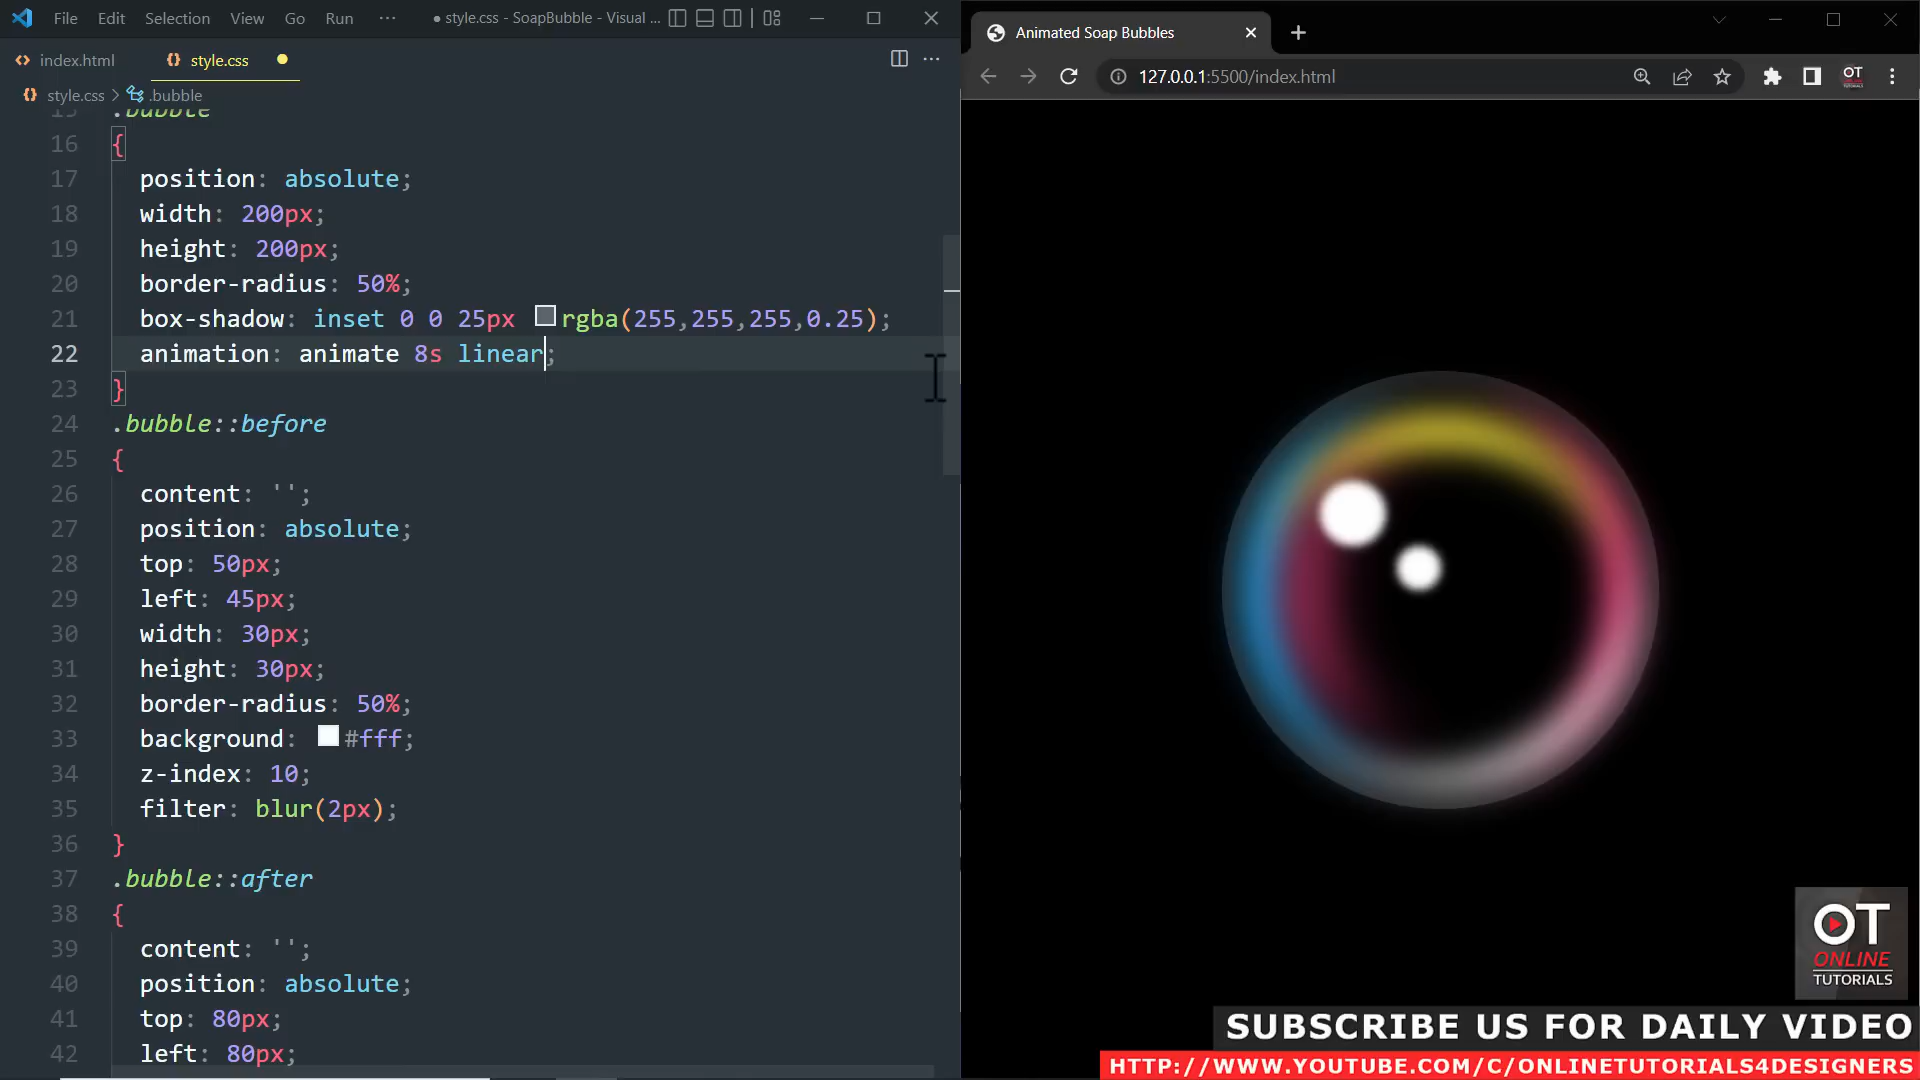 File Edit Selection View Go Run ··· ● style.css - SoapBubble - Visual ...
index.html style.css
style.css > .bubble
15 .bubble
16 {
17 position: absolute;
18 width: 200px;
19 height: 200px;
20 border-radius: 50%;
21 box-shadow: inset 0 0 25px rgba(255,255,255,0.25);
22 animation: animate 8s linear;
23 }
24 .bubble::before
25 {
26 content: '';
27 position: absolute;
28 top: 50px;
29 left: 45px;
30 width: 30px;
31 height: 30px;
32 border-radius: 50%;
33 background: #fff;
34 z-index: 10;
35 filter: blur(2px);
36 }
37 .bubble::after
38 {
39 content: '';
40 position: absolute;
41 top: 80px;
42 left: 80px;
Animated Soap Bubbles
127.0.0.1:5500/index.html
OT
OT
ONLINE
TUTORIALS
SUBSCRIBE US FOR DAILY VIDEO
HTTP://WWW.YOUTUBE.COM/C/ONLINETUTORIALS4DESIGNERS